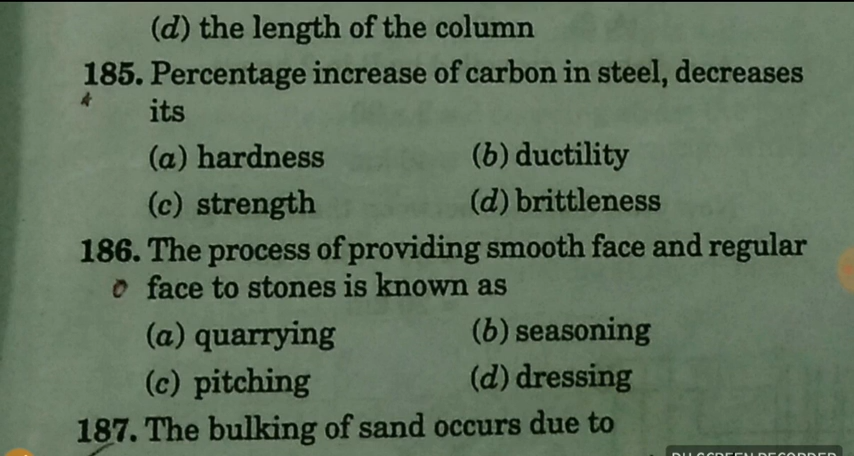 (d) the length of the column
185. Percentage increase of carbon in steel, decreases
its
(a) hardness (b) ductility
(c) strength (d) brittleness
186. The process of providing smooth face and regular
face to stones is known as
(a) quarrying (b) seasoning
(c) pitching (d) dressing
187. The bulking of sand occurs due to